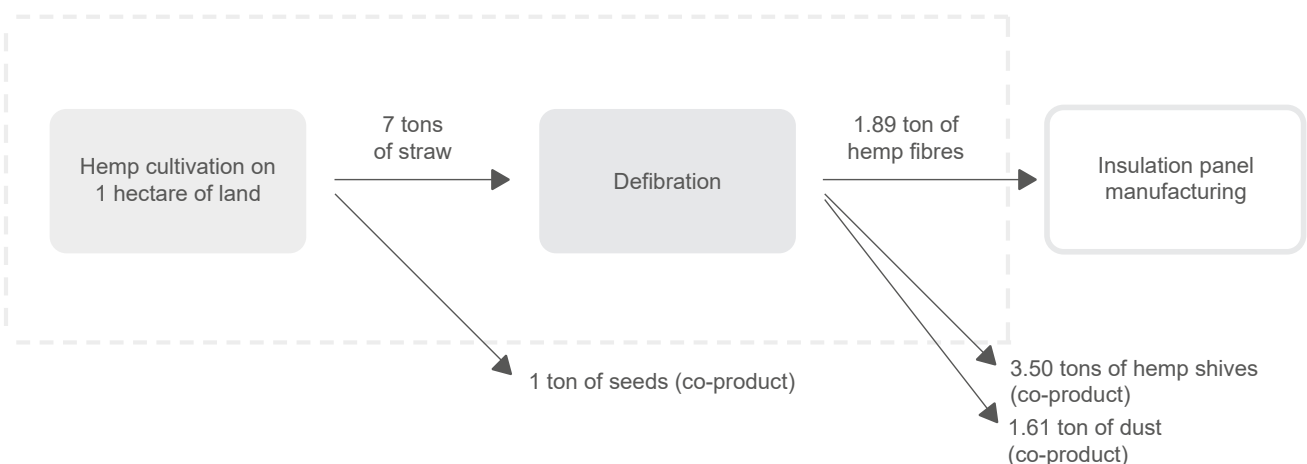 Hemp cultivation on
1 hectare of land
7 tons
of straw
Defibration
1.89 ton of
hemp fibres
Insulation panel
manufacturing
1 ton of seeds (co-product)
3.50 tons of hemp shives
(co-product)
1.61 ton of dust
(co-product)